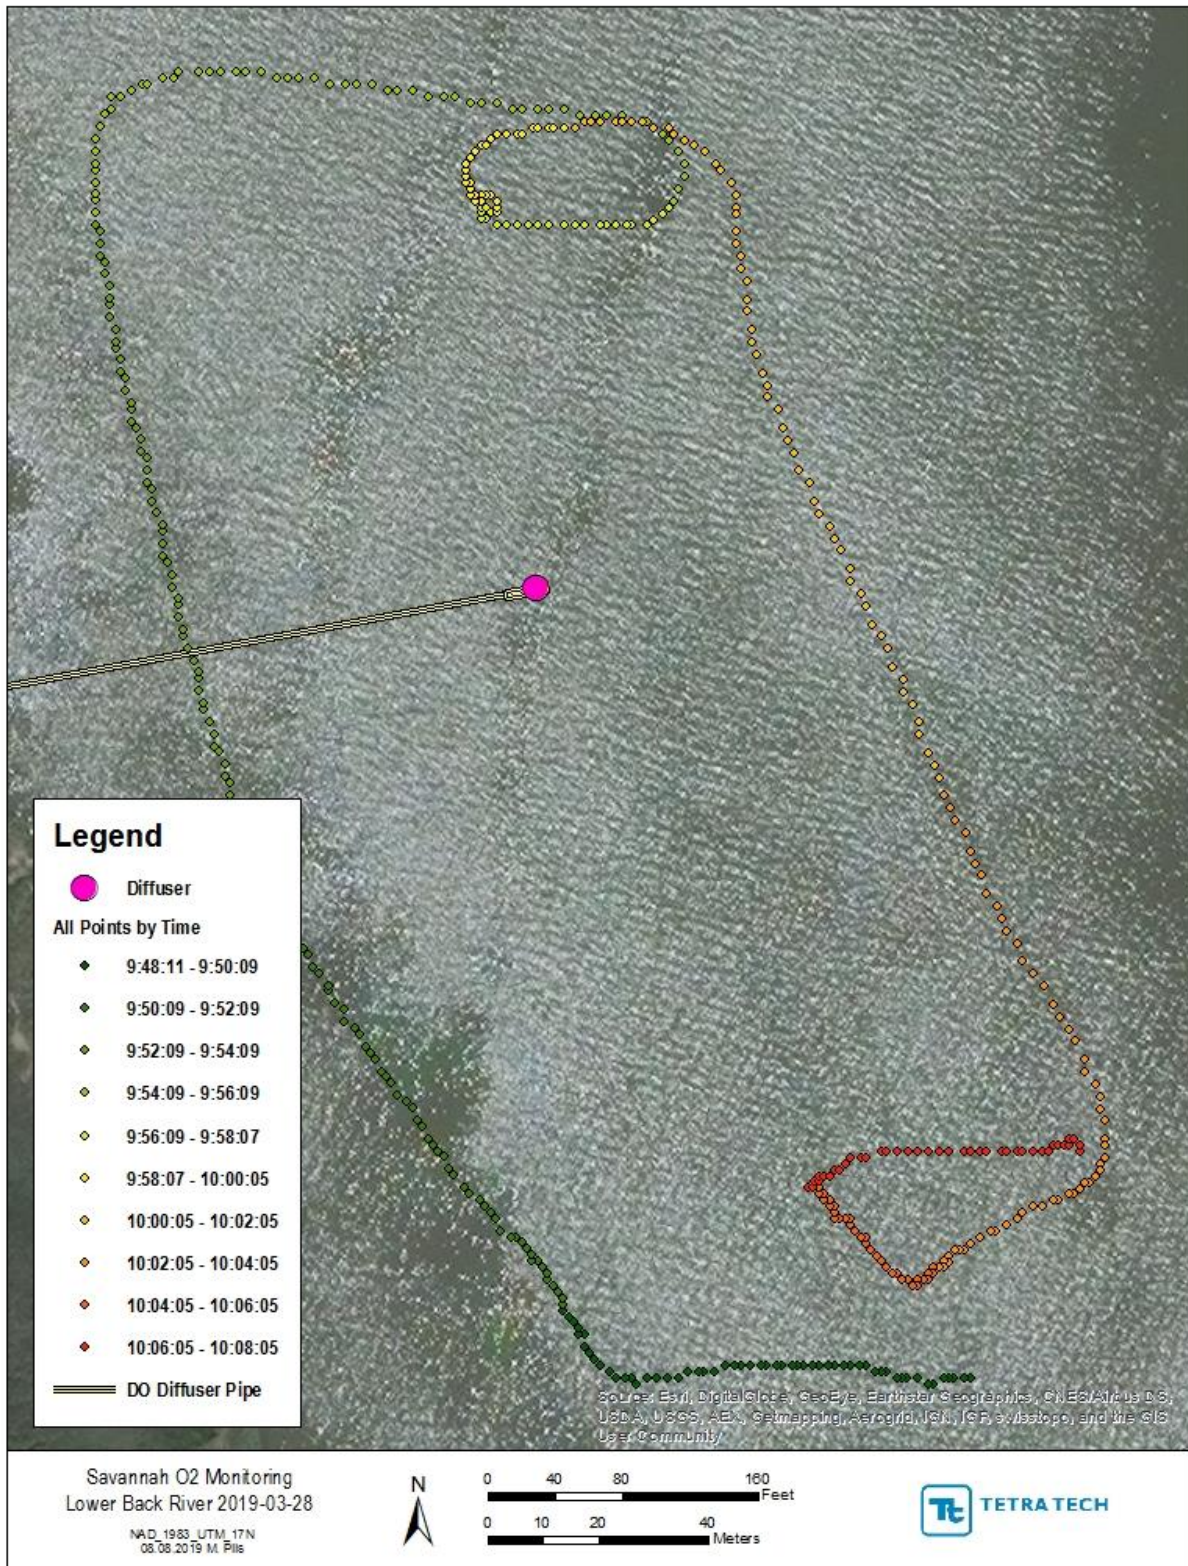 Legend
Diffuser
All Points by Time
9:48:11 - 9:50:09
9:50:09 - 9:52:09
9:52:09 - 9:54:09
9:54:09 - 9:56:09
9:56:09 - 9:58:07
9:58:07 - 10:00:05
10:00:05 - 10:02:05
10:02:05 - 10:04:05
10:04:05 - 10:06:05
10:06:05 - 10:08:05
DO Diffuser Pipe
Source: Esri, DigitalGlobe, GeoEye, Earthstar Geographics, CNES/Airbus DS,
USDA, USGS, AEX, Getmapping, Aerogrid, IGN, IGP, swisstopo, and the GIS
User Community
Savannah O2 Monitoring
Lower Back River 2019-03-28
NAD_1983_UTM_17N
08.08.2019 M. Pilis
N
0 40 80 160
Feet
0 10 20 40
Meters
Tt TETRA TECH